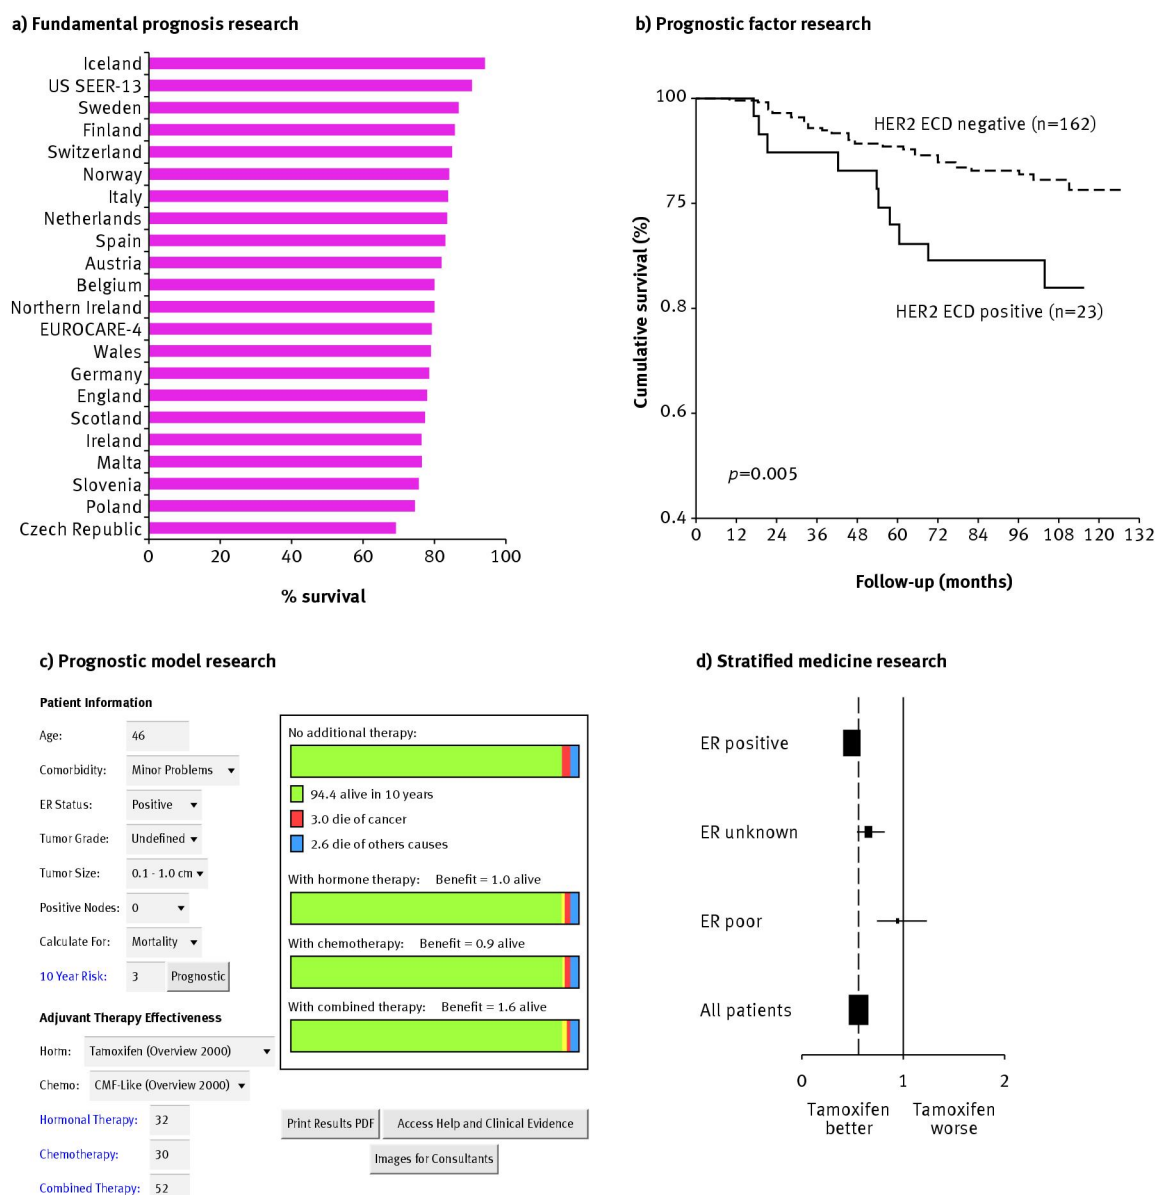 a) Fundamental prognosis research
Iceland
US SEER-13
Sweden
Finland
Switzerland
Norway
Italy
Netherlands
Spain
Austria
Belgium
Northern Ireland
EUROCARE-4
Wales
Germany
England
Scotland
Ireland
Malta
Slovenia
Poland
Czech Republic
0 20 40 60 80 100
% survival
b) Prognostic factor research
Cumulative survival (%)
100
75
0.8
0.6
0.4
HER2 ECD negative (n=162)
HER2 ECD positive (n=23)
p=0.005
0 12 24 36 48 60 72 84 96 108 120 132
Follow-up (months)
c) Prognostic model research
Patient Information
Age: 46
Comorbidity: Minor Problems
ER Status: Positive
Tumor Grade: Undefined
Tumor Size: 0.1 - 1.0 cm
Positive Nodes: 0
Calculate For: Mortality
10 Year Risk: 3 Prognostic
Adjuvant Therapy Effectiveness
Horm: Tamoxifen (Overview 2000)
Chemo: CMF-Like (Overview 2000)
Hormonal Therapy: 32
Chemotherapy: 30
Combined Therapy: 52
No additional therapy:
94.4 alive in 10 years
3.0 die of cancer
2.6 die of others causes
With hormone therapy: Benefit = 1.0 alive
With chemotherapy: Benefit = 0.9 alive
With combined therapy: Benefit = 1.6 alive
Print Results PDF Access Help and Clinical Evidence
Images for Consultants
d) Stratified medicine research
ER positive
ER unknown
ER poor
All patients
0 1 2
Tamoxifen better
Tamoxifen worse